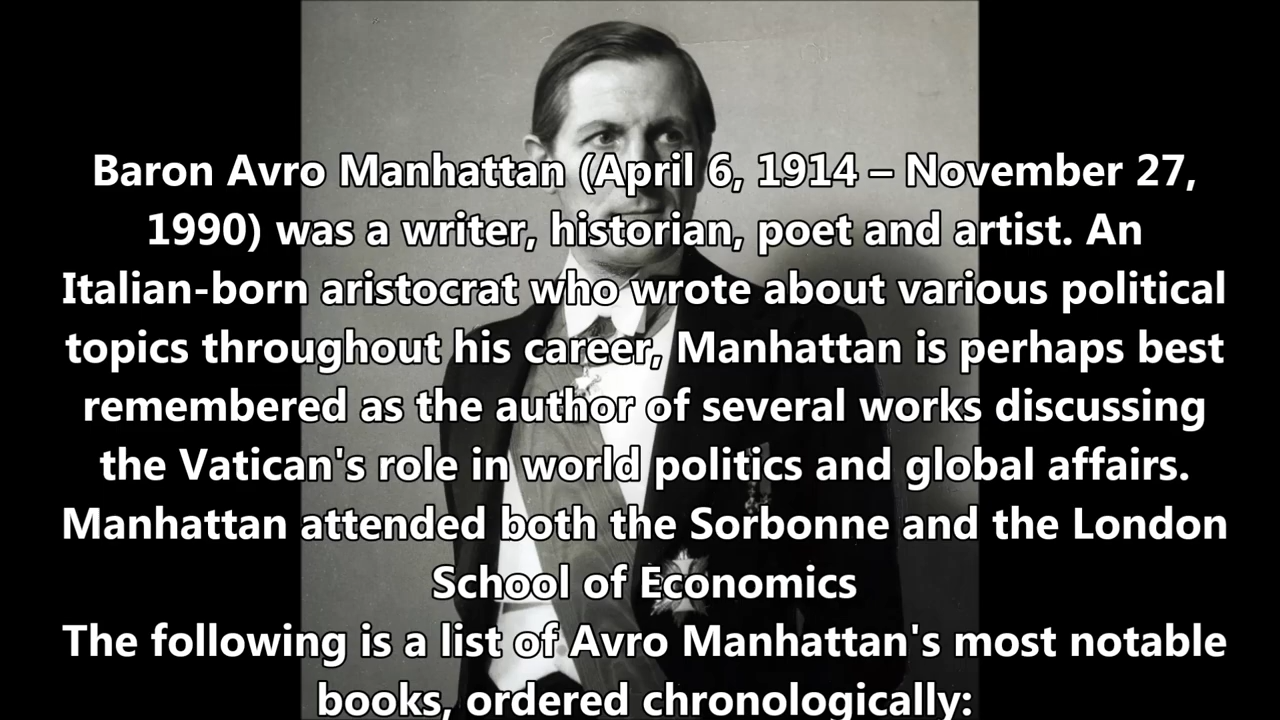 Baron Avro Manhattan (April 6, 1914 – November 27,
1990) was a writer, historian, poet and artist. An
Italian-born aristocrat who wrote about various political
topics throughout his career, Manhattan is perhaps best
remembered as the author of several works discussing
the Vatican's role in world politics and global affairs.
Manhattan attended both the Sorbonne and the London
School of Economics
The following is a list of Avro Manhattan's most notable
books, ordered chronologically: